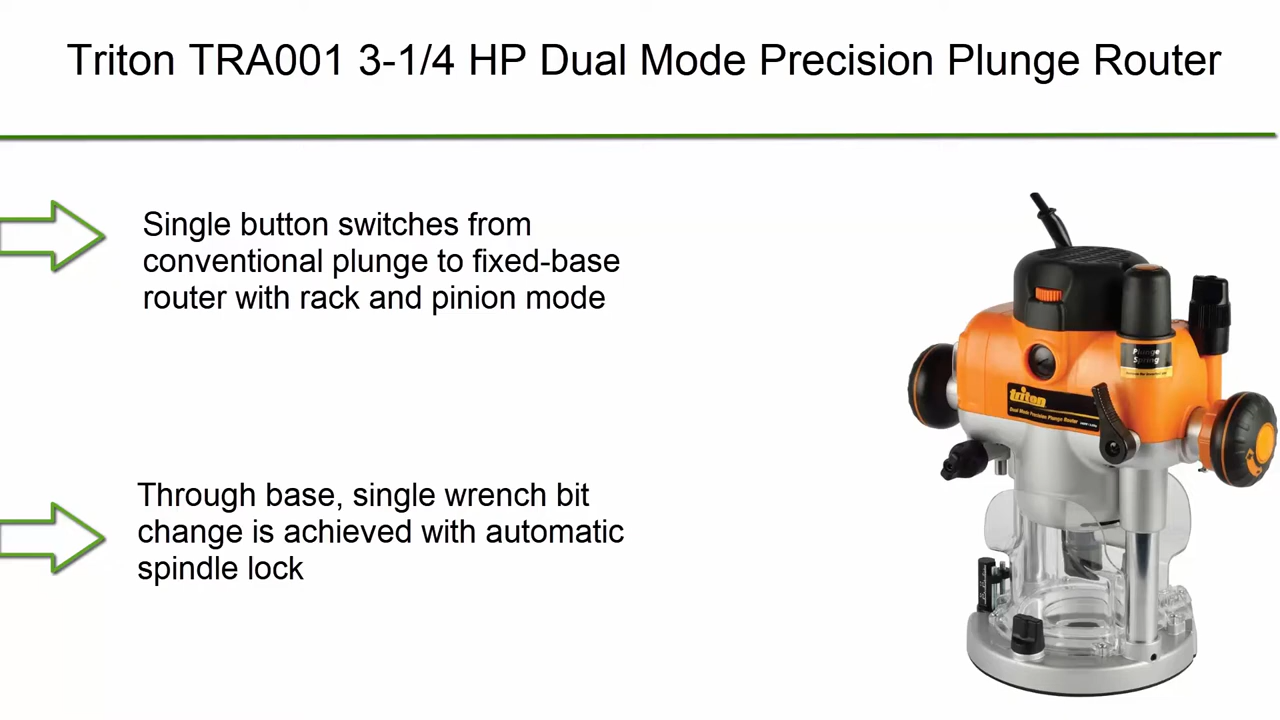 Triton TRA001 3-1/4 HP Dual Mode Precision Plunge Router
Single button switches from
conventional plunge to fixed-base
router with rack and pinion mode
Plunge
Spring
triton
Dual Mode Precision Plunge Router
Through base, single wrench bit
change is achieved with automatic
spindle lock